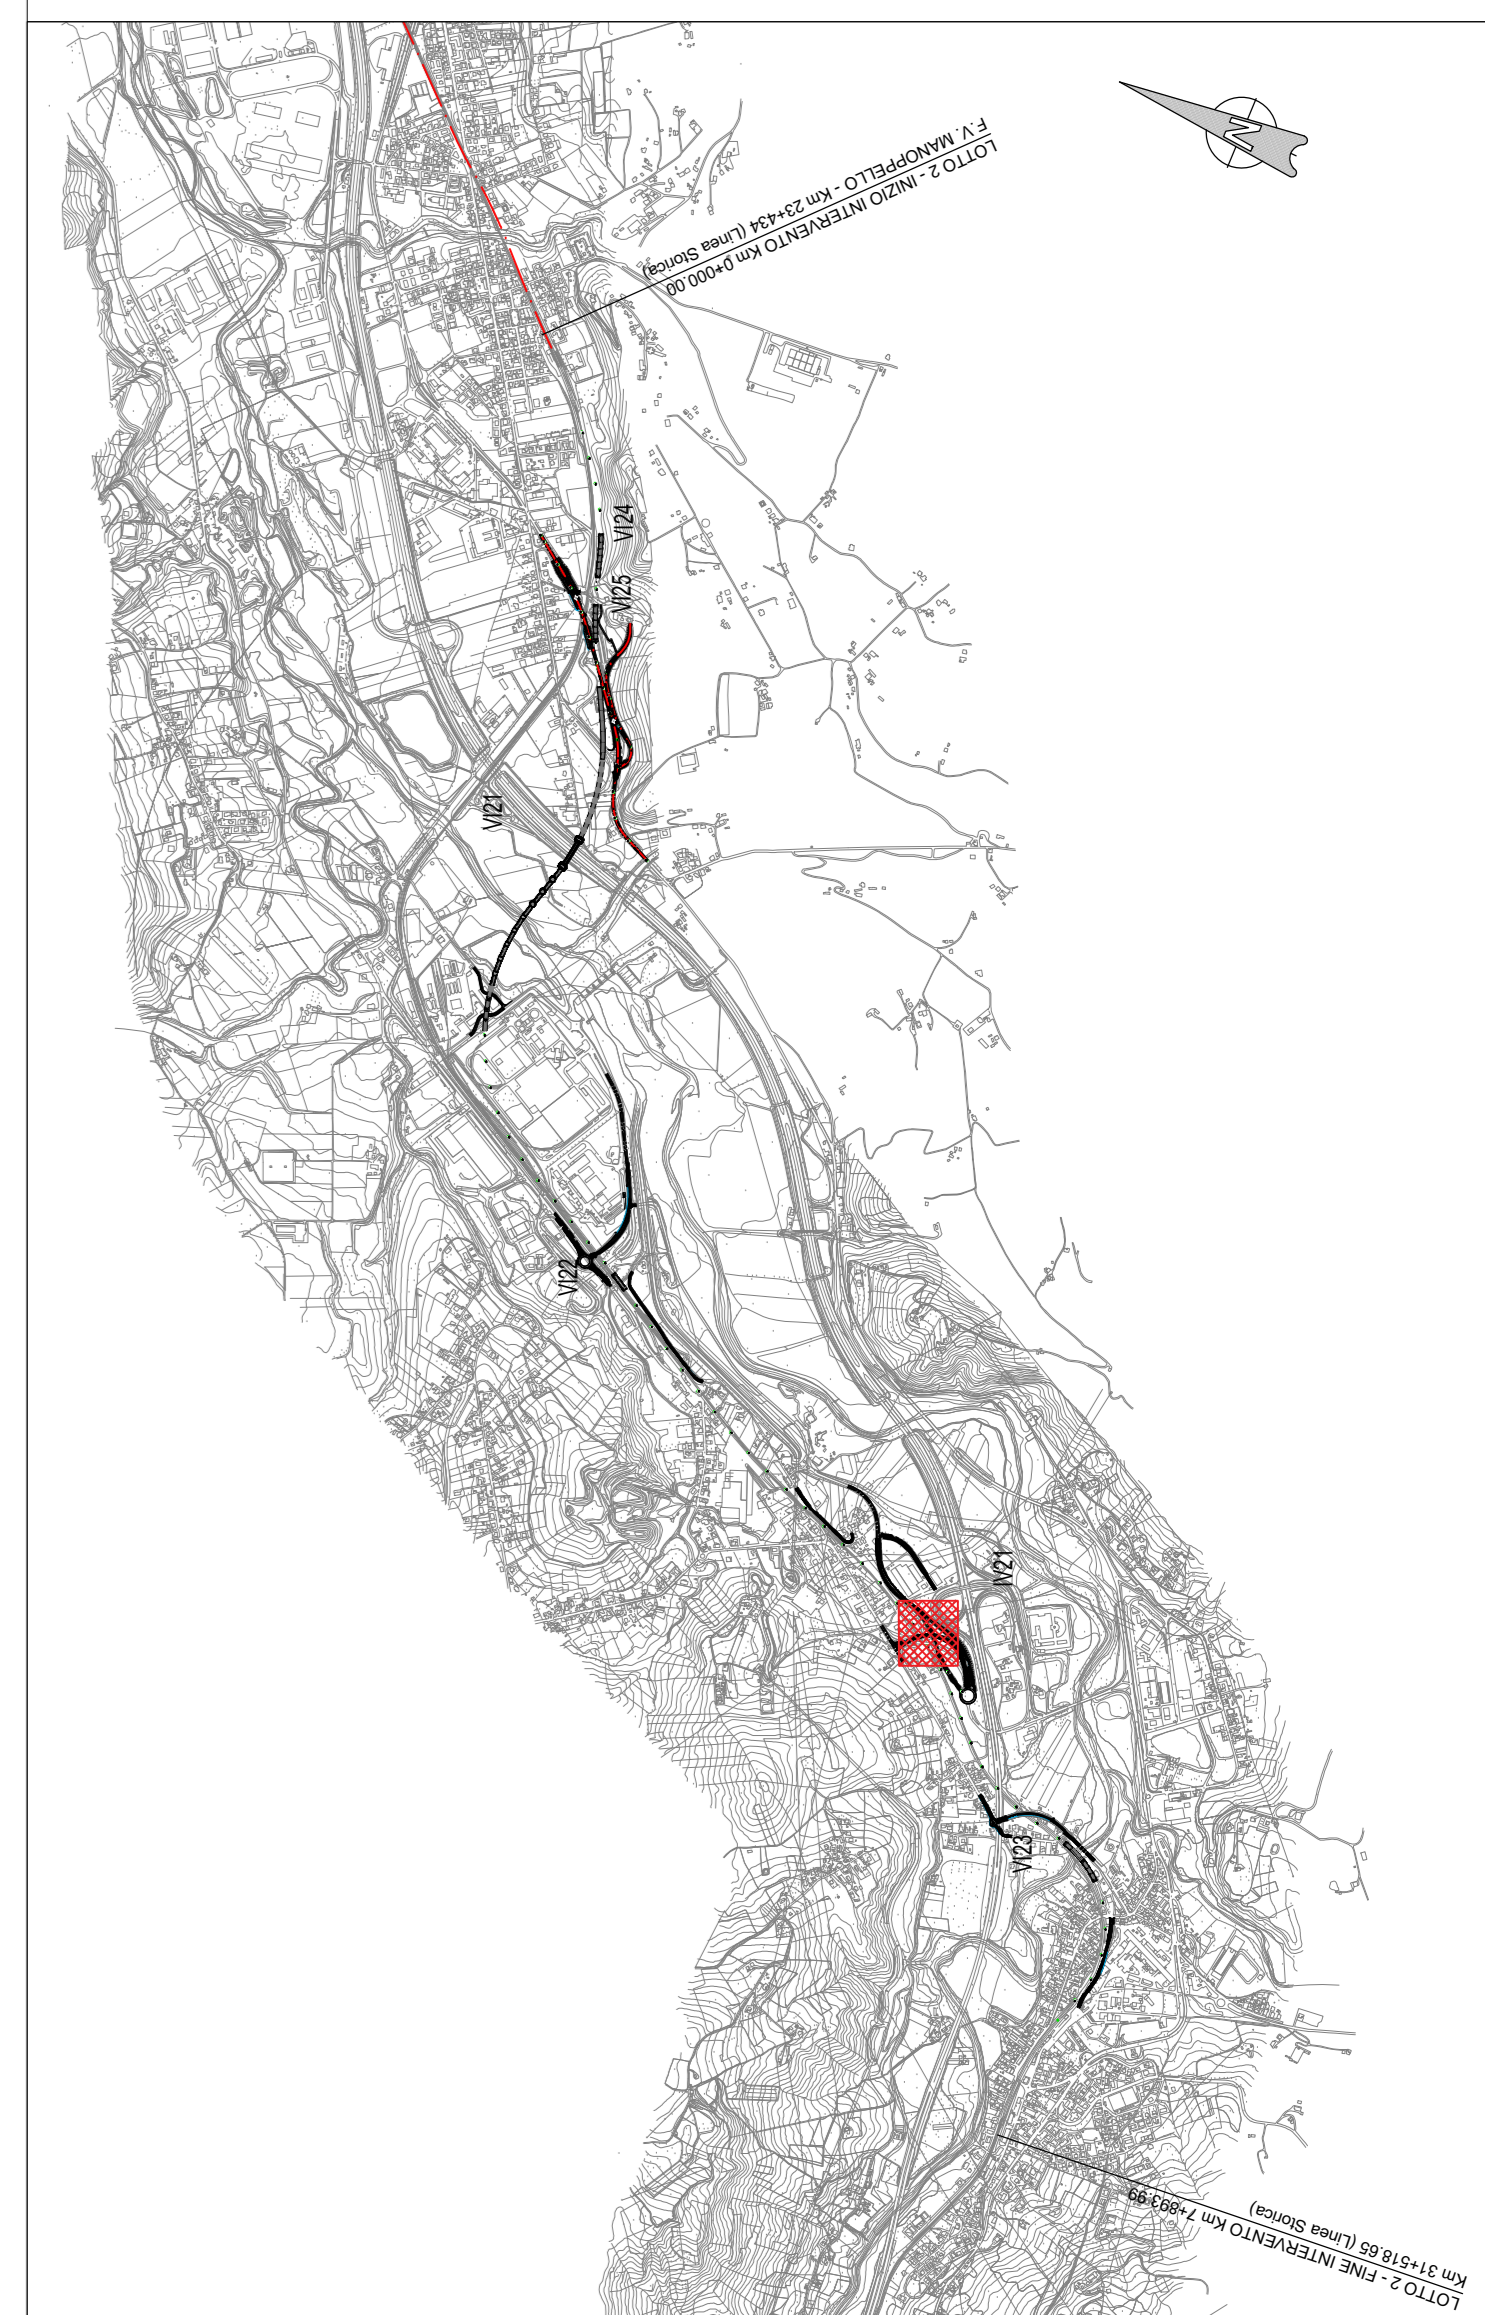 N
LOTTO 2 - INIZIO INTERVENTO Km 0+000.00
F.V. MANOPPELLO - Km 23+434 (Linea Storica)
VI24
VI25
VI21
VI22
IV21
VI23
LOTTO 2 - FINE INTERVENTO Km 7+893.99
Km 31+518.65 (Linea Storica)